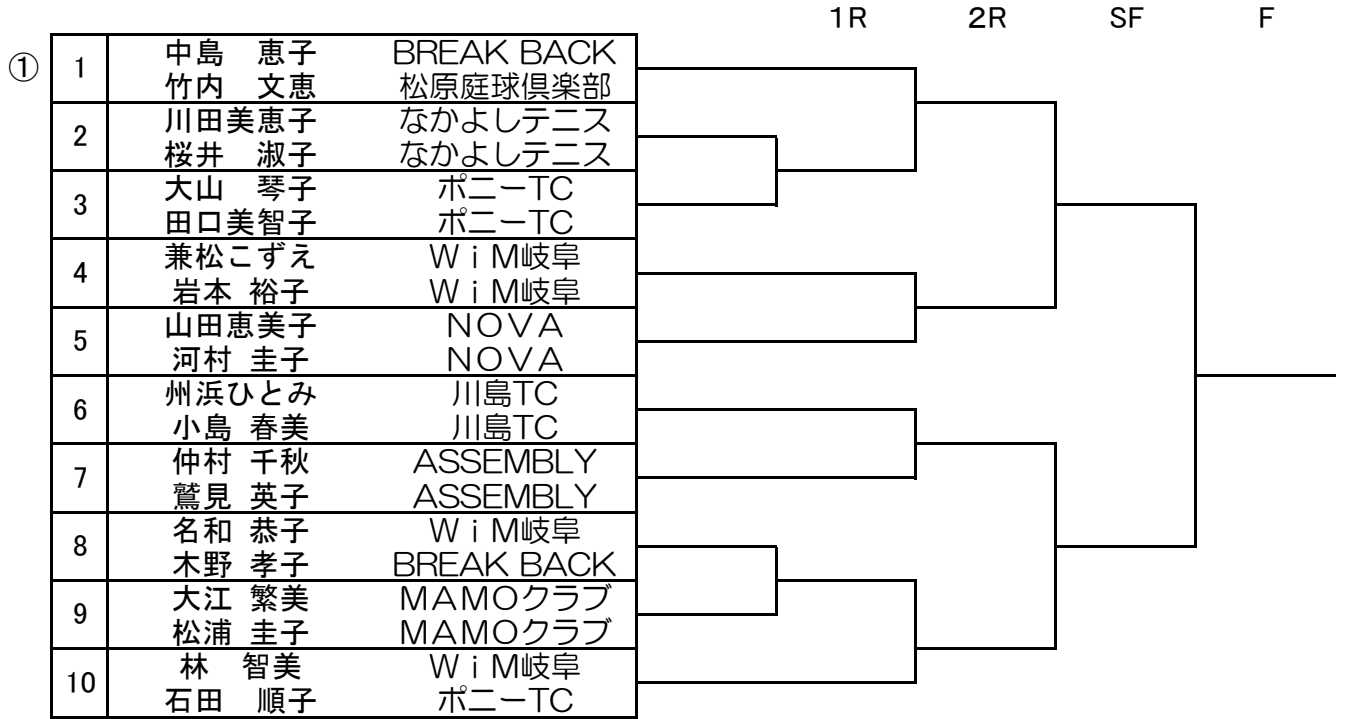 1R 2R SF F
① 1 中島 恵子 BREAK BACK
竹内 文恵 松原庭球倶楽部
2 川田美恵子 なかよしテニス
桜井 淑子 なかよしテニス
3 大山 琴子 ポニーTC
田口美智子 ポニーTC
4 兼松こずえ WiM岐阜
岩本 裕子 WiM岐阜
5 山田恵美子 NOVA
河村 圭子 NOVA
6 州浜ひとみ 川島TC
小島 春美 川島TC
7 仲村 千秋 ASSEMBLY
鷲見 英子 ASSEMBLY
8 名和 恭子 WiM岐阜
木野 孝子 BREAK BACK
9 大江 繁美 MAMOクラブ
松浦 圭子 MAMOクラブ
10 林 智美 WiM岐阜
石田 順子 ポニーTC